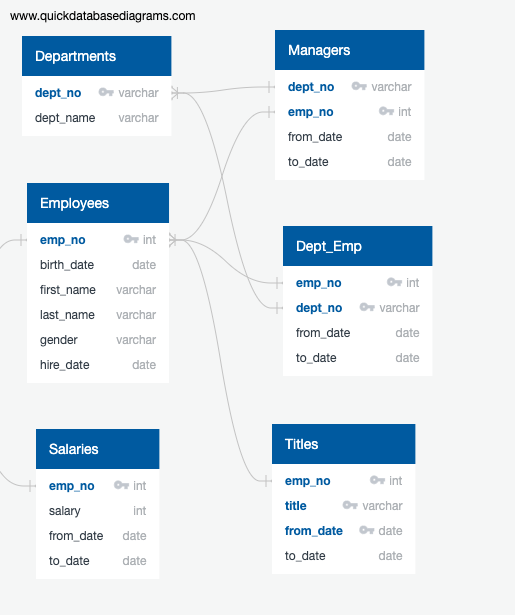 www.quickdatabasediagrams.com
Departments
dept_no varchar
dept_name varchar
Managers
dept_no varchar
emp_no int
from_date date
to_date date
Employees
emp_no int
birth_date date
first_name varchar
last_name varchar
gender varchar
hire_date date
Dept_Emp
emp_no int
dept_no varchar
from_date date
to_date date
Salaries
emp_no int
salary int
from_date date
to_date date
Titles
emp_no int
title varchar
from_date date
to_date date